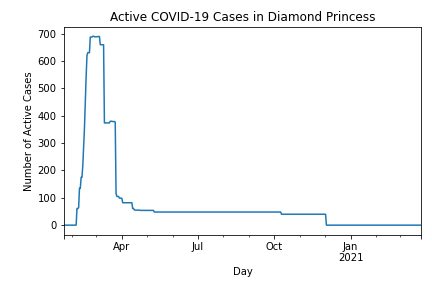 Active COVID-19 Cases in Diamond Princess
700
600
500
400
300
200
100
0
Number of Active Cases
Apr Jul Oct Jan
2021
Day